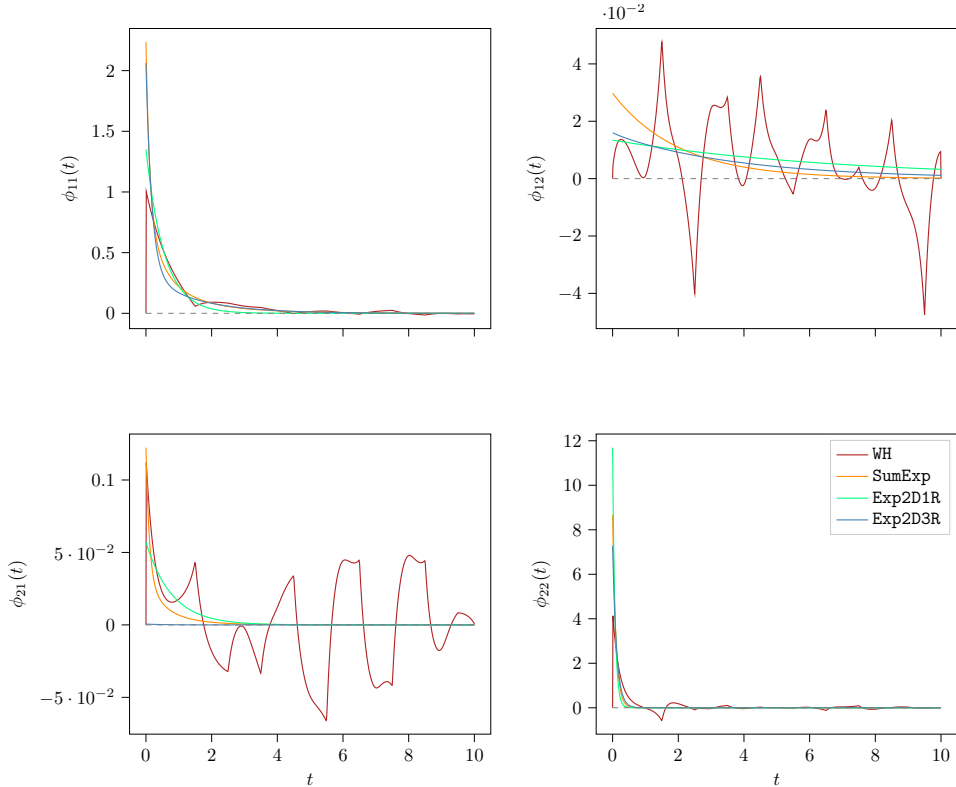 ·10⁻²
2
1.5
1
0.5
0
ϕ₁₁(t)
4
2
0
−2
−4
ϕ₁₂(t)
0.1
5 · 10⁻²
0
−5 · 10⁻²
ϕ₂₁(t)
0 2 4 6 8 10
t
12
10
8
6
4
2
0
ϕ₂₂(t)
WH
SumExp
Exp2D1R
Exp2D3R
0 2 4 6 8 10
t